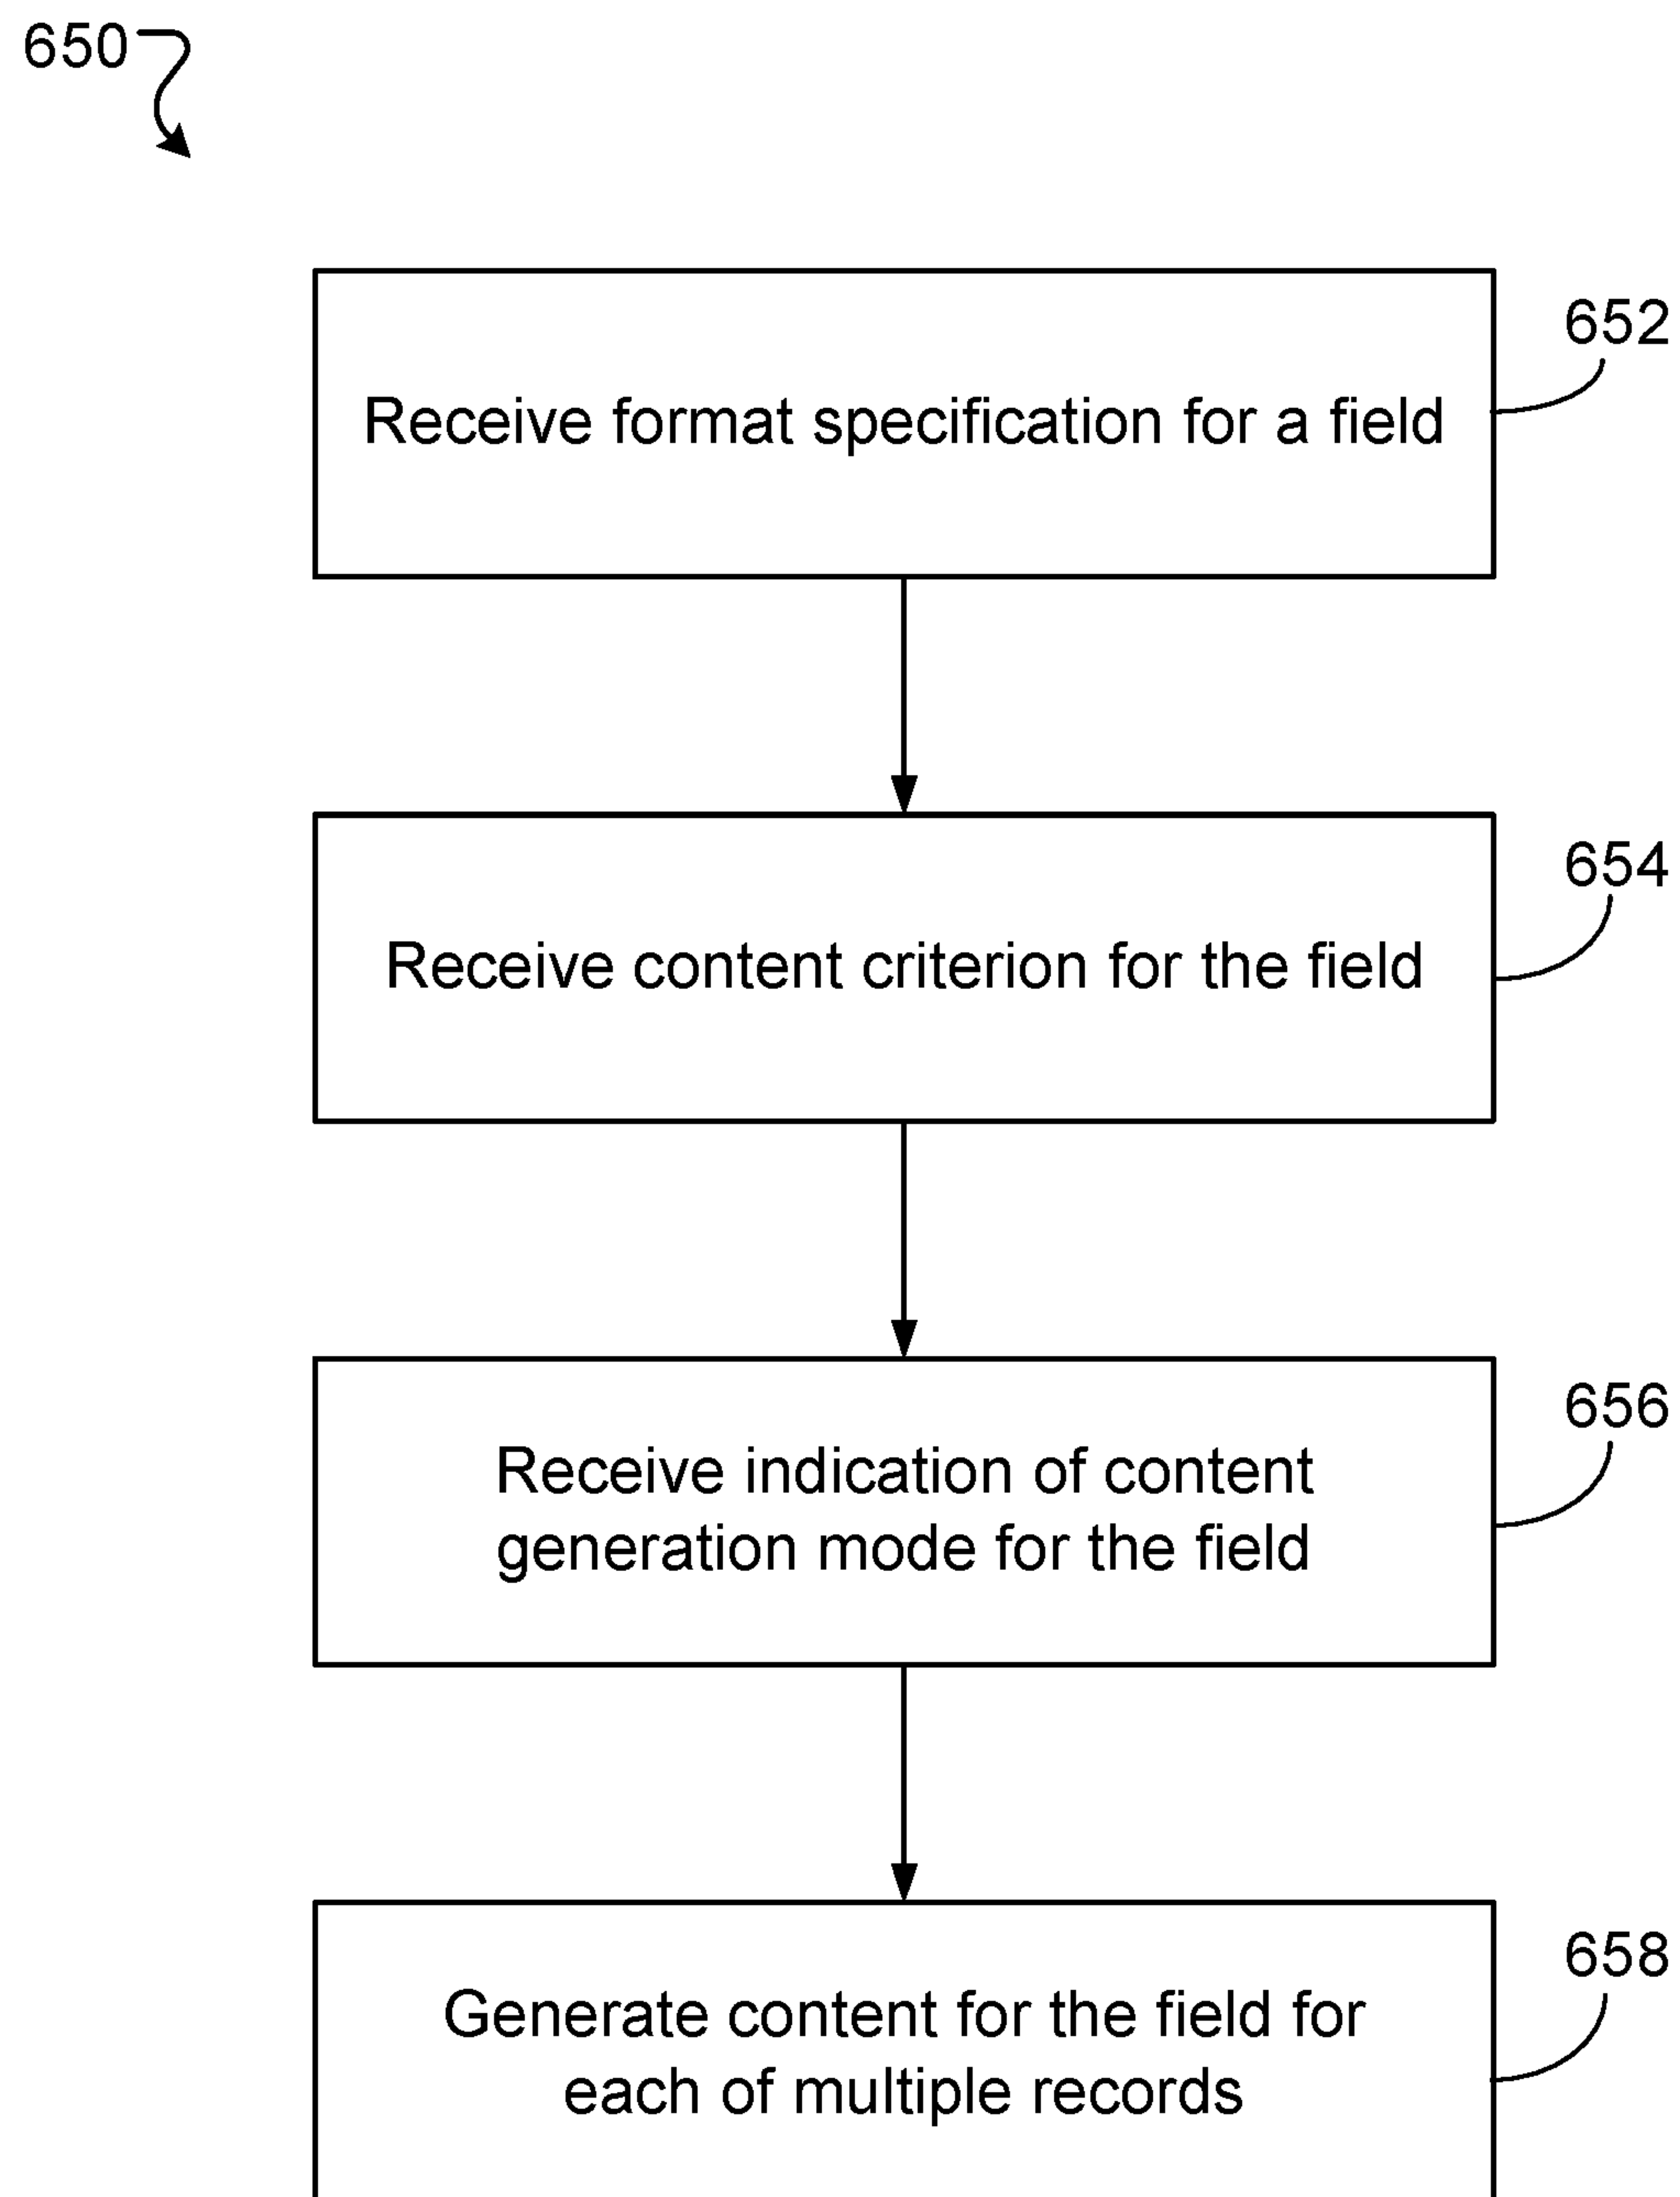 650
652
Receive format specification for a field
654
Receive content criterion for the field
656
Receive indication of content
generation mode for the field
658
Generate content for the field for
each of multiple records